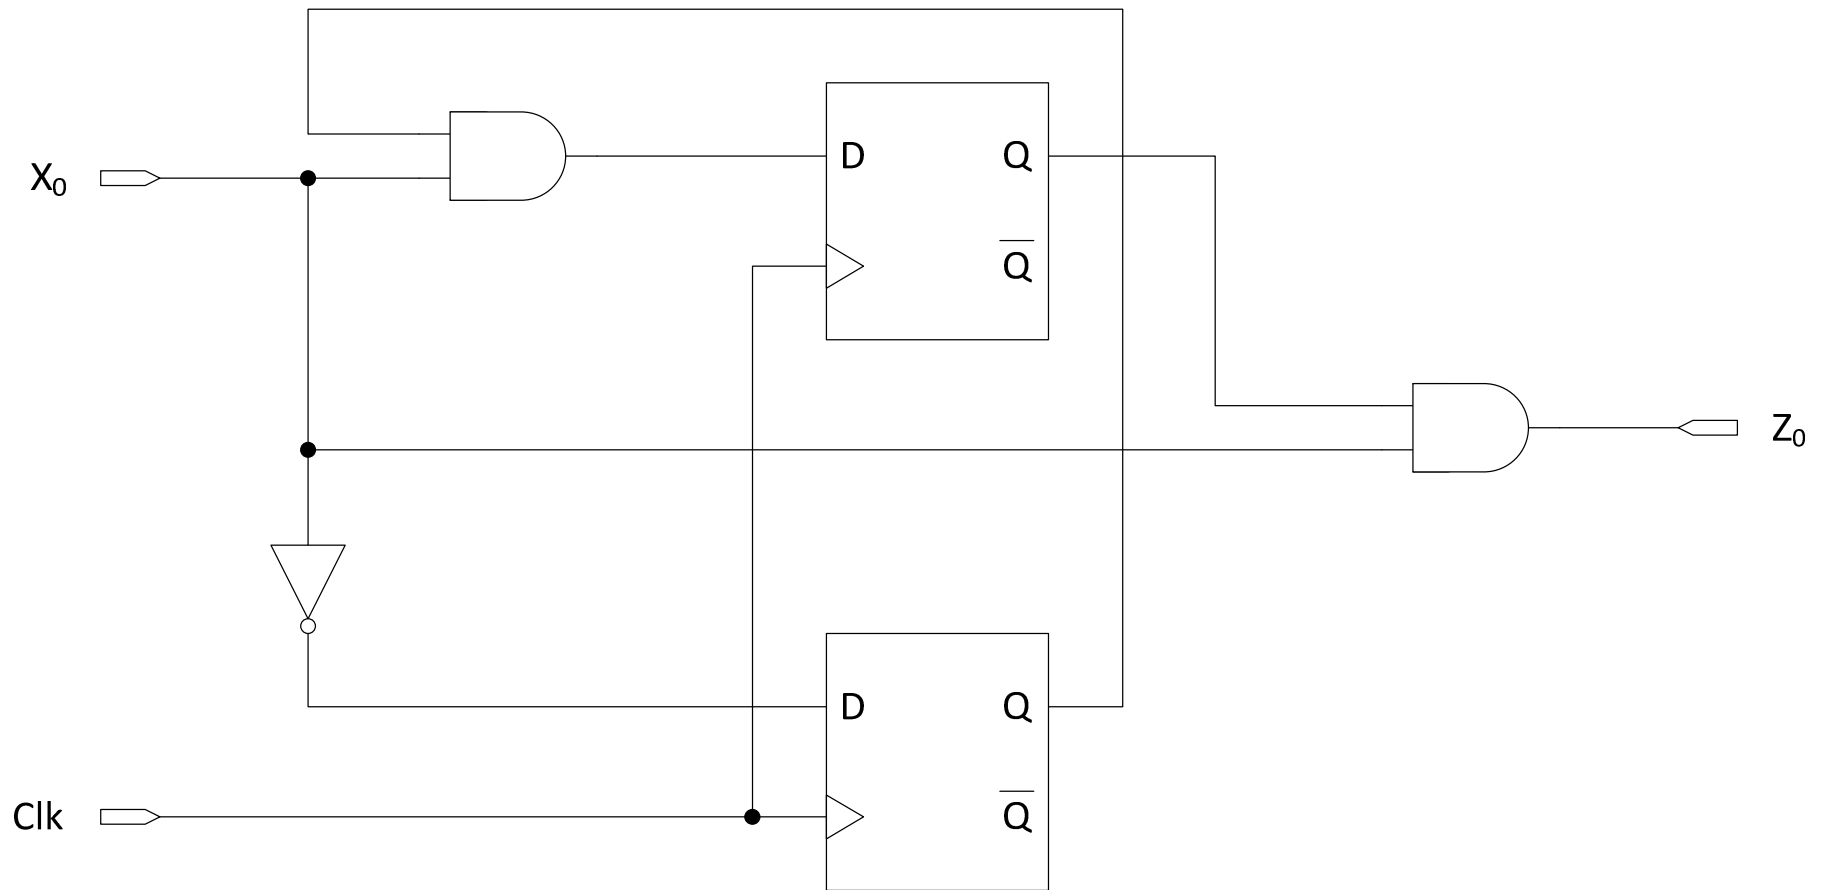 D Q
X₀
Q̅
Z₀
D Q
Clk Q̅